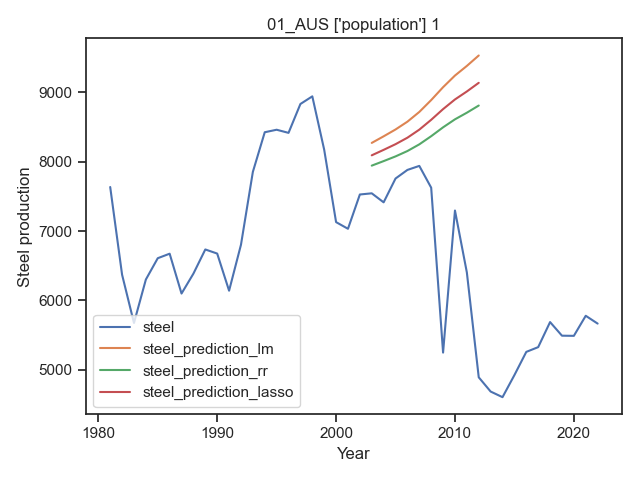 01_AUS ['population'] 1
Steel production
9000
8000
7000
6000
5000
steel
steel_prediction_lm
steel_prediction_rr
steel_prediction_lasso
1980
1990
2000
2010
2020
Year